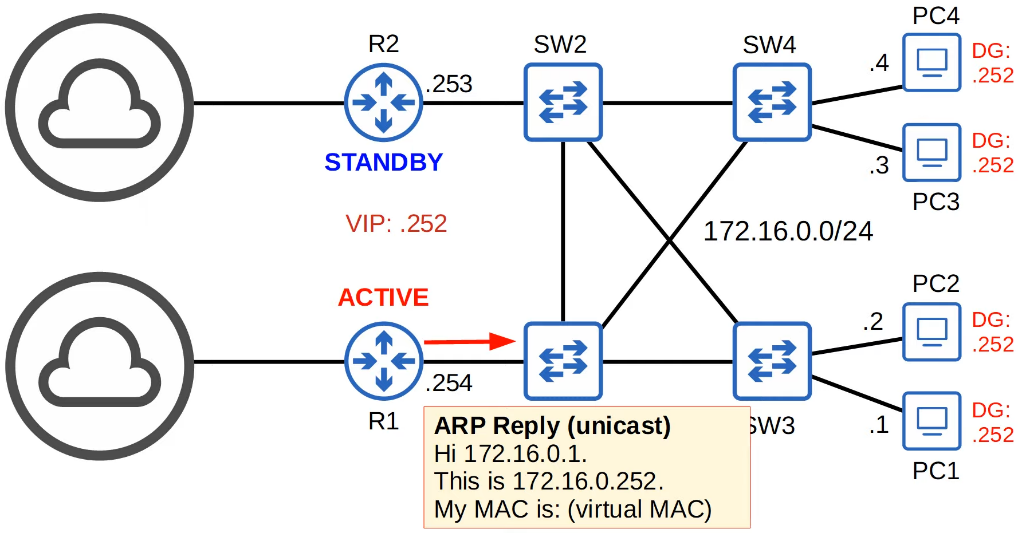 PC4
R2
SW2
SW4
.4
DG:
.252
.253
STANDBY
.3
DG:
.252
PC3
VIP: .252
172.16.0.0/24
ACTIVE
PC2
.2
DG:
.252
.254
R1
SW3
.1
DG:
.252
PC1
ARP Reply (unicast)
Hi 172.16.0.1.
This is 172.16.0.252.
My MAC is: (virtual MAC)